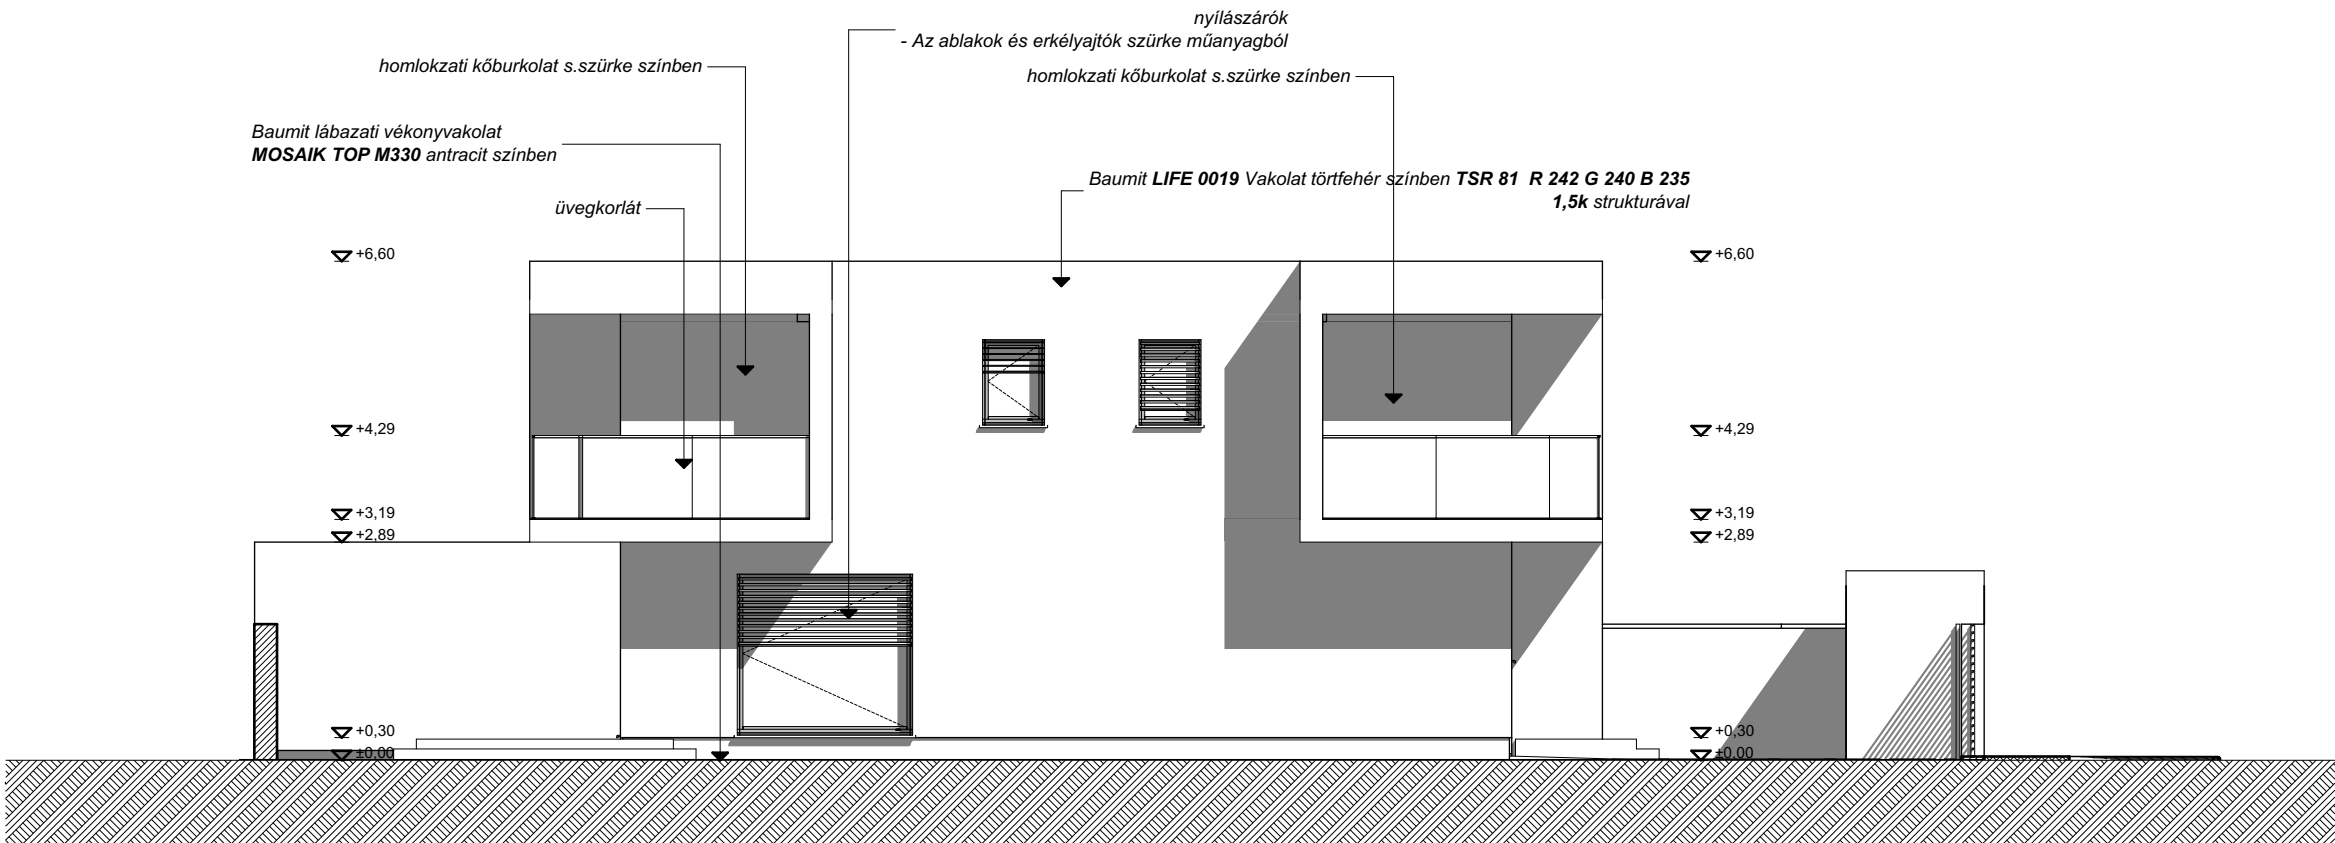 nyílászárók
- Az ablakok és erkélyajtók szürke műanyagból
homlokzati kőburkolat s.szürke színben
homlokzati kőburkolat s.szürke színben
Baumit lábazati vékonyvakolat
MOSAIK TOP M330 antracit színben
Baumit LIFE 0019 Vakolat törtfehér színben TSR 81 R 242 G 240 B 235
1,5k strukturával
üvegkorlát
+6,60
+6,60
+4,29
+4,29
+3,19
+3,19
+2,89
+2,89
+0,30
+0,30
±0,00
±0,00